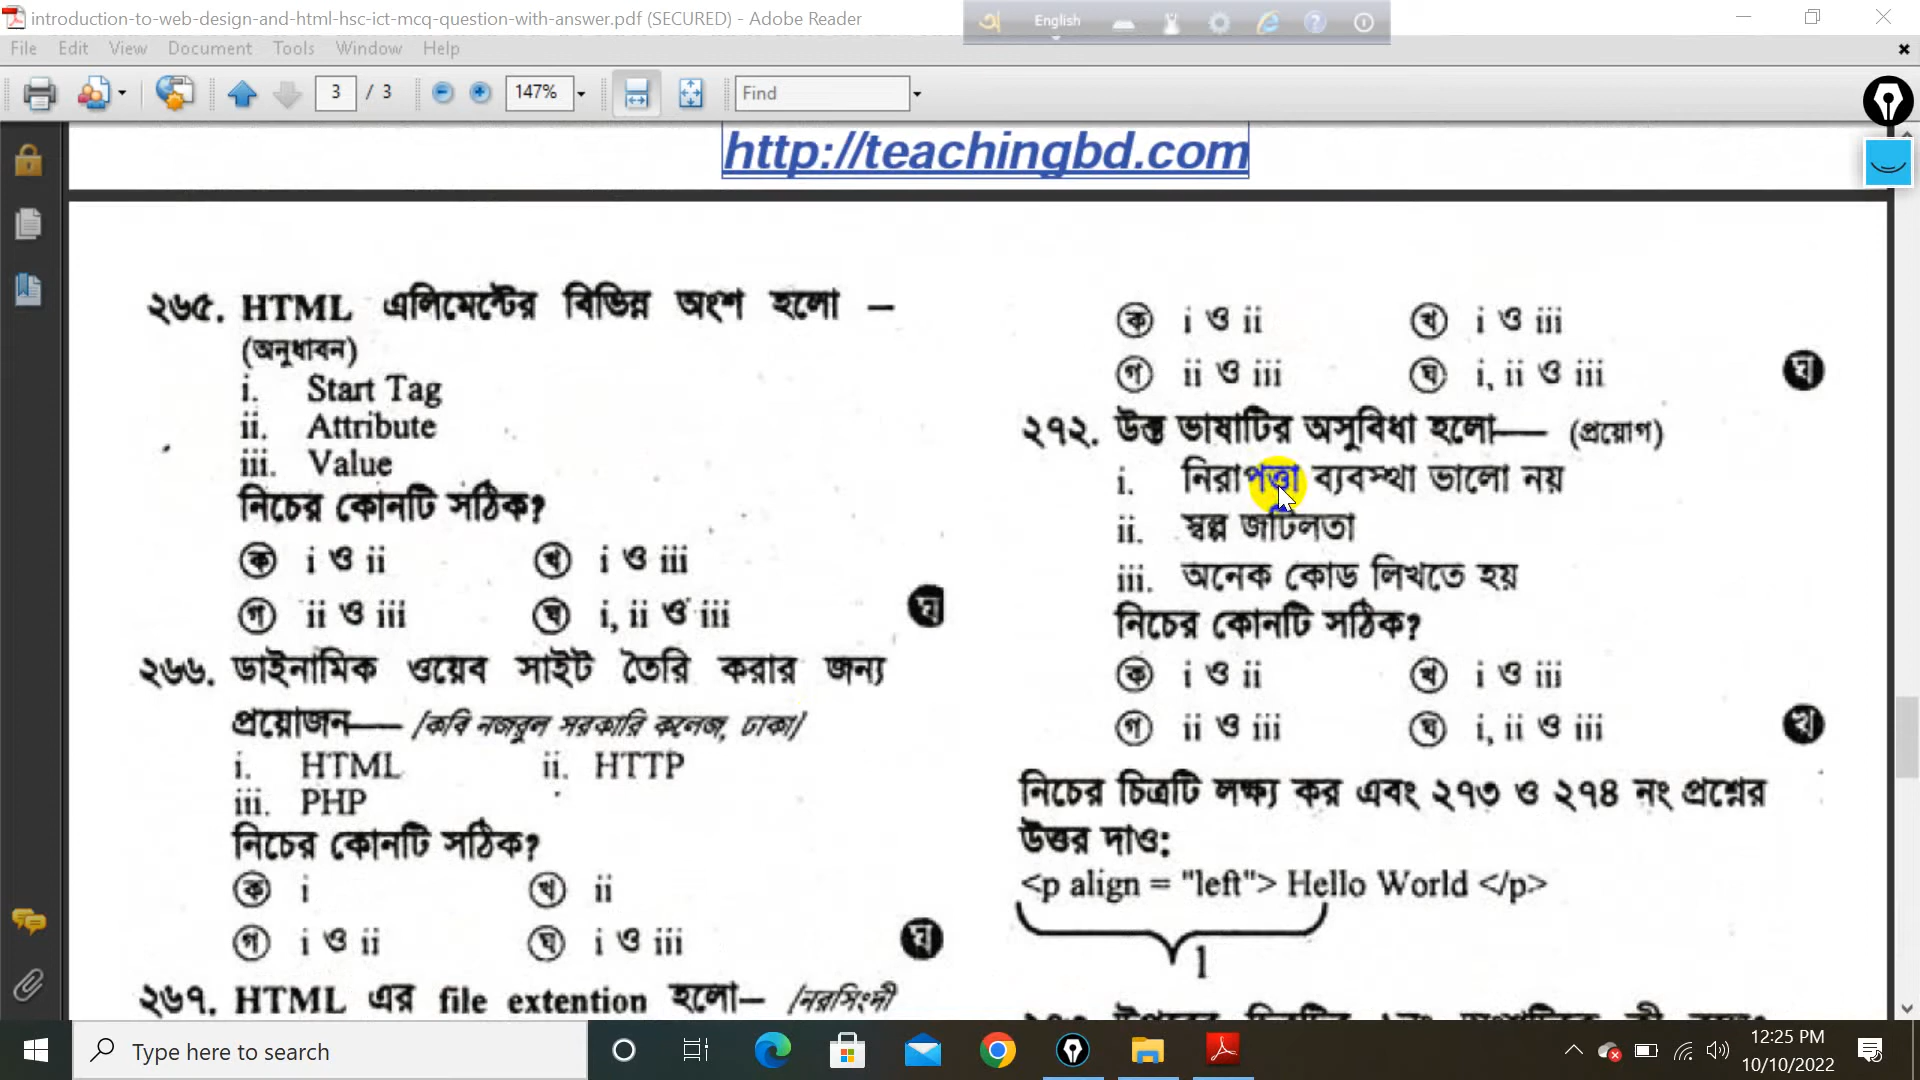 introduction-to-web-design-and-html-hsc-ict-mcq-question-with-answer.pdf (SECURED) - Adobe Reader
অ English
File Edit View Document Tools Window Help
3 / 3 147% Find
http://teachingbd.com
২৬৫. HTML এলিমেন্টের বিভিন্ন অংশ হলো –
(অনুধাবন)
i. Start Tag
ii. Attribute
iii. Value
নিচের কোনটি সঠিক?
ক i ও ii খ i ও iii
গ ii ও iii ঘ i, ii ও iii ঘ
২৬৬. ডাইনামিক ওয়েব সাইট তৈরি করার জন্য
প্রয়োজন— /কবি নজরুল সরকারি কলেজ, ঢাকা/
i. HTML ii. HTTP
iii. PHP
নিচের কোনটি সঠিক?
ক i খ ii
গ i ও ii ঘ i ও iii ঘ
২৬৭. HTML এর file extention হলো– /নরসিংদী
ক i ও ii খ i ও iii
গ ii ও iii ঘ i, ii ও iii ঘ
২৭২. উক্ত ভাষাটির অসুবিধা হলো— (প্রয়োগ)
i. নিরাপত্তা ব্যবস্থা ভালো নয়
ii. স্বল্প জটিলতা
iii. অনেক কোড লিখতে হয়
নিচের কোনটি সঠিক?
ক i ও ii খ i ও iii
গ ii ও iii ঘ i, ii ও iii খ
নিচের চিত্রটি লক্ষ্য কর এবং ২৭৩ ও ২৭৪ নং প্রশ্নের
উত্তর দাও:
<p align = "left"> Hello World </p>
1
Type here to search
12:25 PM
10/10/2022